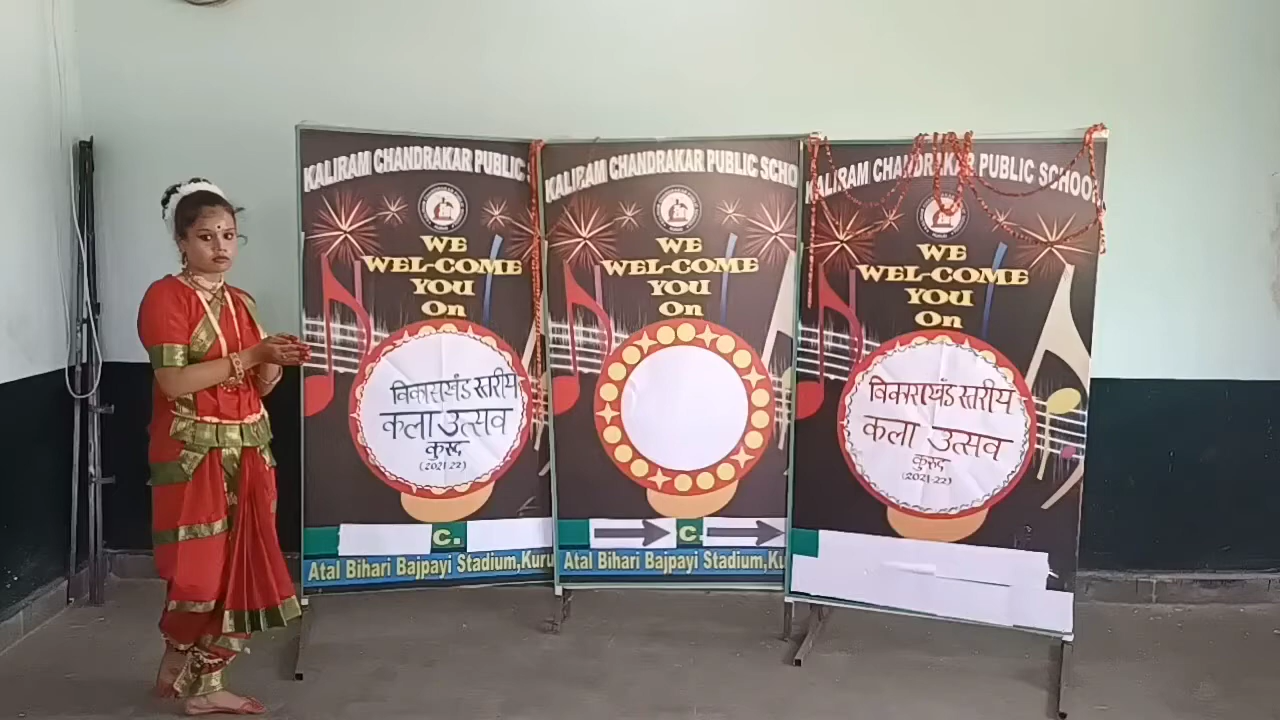 KALIRAM CHANDRAKAR PUBLIC S
WE
WEL-COME
YOU
On
विकासखंड स्तरीय
कला उत्सव
कुरूद
(2021-22)
C.
Atal Bihari Bajpayi Stadium,Kuru
KALIRAM CHANDRAKAR PUBLIC SCHO
WE
WEL-COME
YOU
On
C.
Atal Bihari Bajpayi Stadium,Ku
KALIRAM CHANDRAKAR PUBLIC SCHOO
WE
WEL-COME
YOU
On
विकासखंड स्तरीय
कला उत्सव
कुरूद
(2021-22)